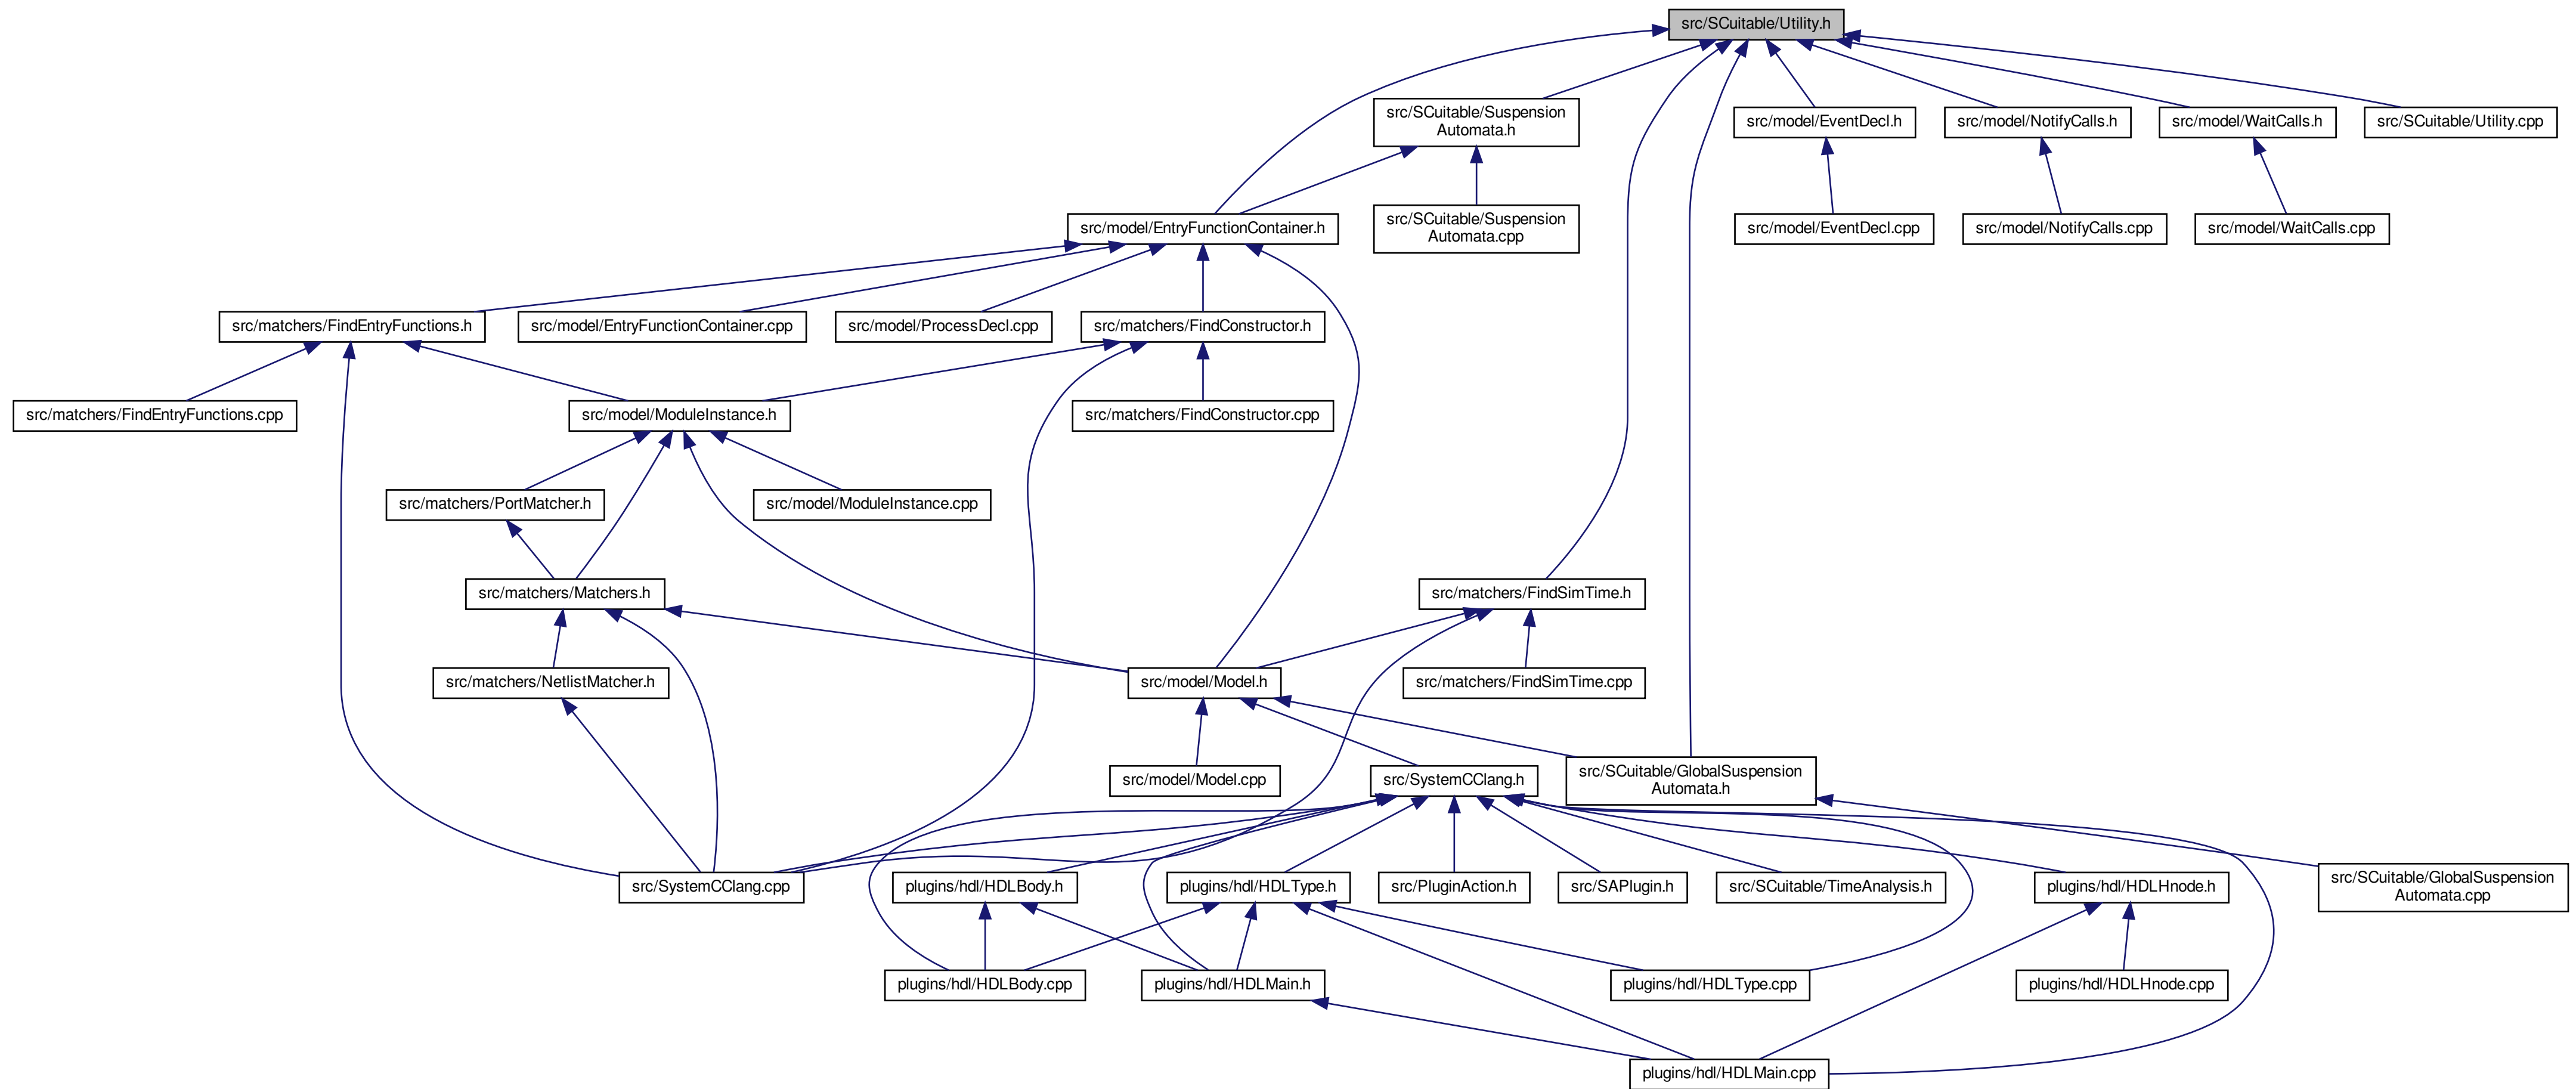 src/SCuitable/Utility.h
src/SCuitable/Suspension
Automata.h
src/model/EventDecl.h
src/model/NotifyCalls.h
src/model/WaitCalls.h
src/SCuitable/Utility.cpp
src/model/EntryFunctionContainer.h
src/SCuitable/Suspension
Automata.cpp
src/model/EventDecl.cpp
src/model/NotifyCalls.cpp
src/model/WaitCalls.cpp
src/matchers/FindEntryFunctions.h
src/model/EntryFunctionContainer.cpp
src/model/ProcessDecl.cpp
src/matchers/FindConstructor.h
src/matchers/FindEntryFunctions.cpp
src/model/ModuleInstance.h
src/matchers/FindConstructor.cpp
src/matchers/PortMatcher.h
src/model/ModuleInstance.cpp
src/matchers/Matchers.h
src/matchers/FindSimTime.h
src/matchers/NetlistMatcher.h
src/model/Model.h
src/matchers/FindSimTime.cpp
src/model/Model.cpp
src/SystemCClang.h
src/SCuitable/GlobalSuspension
Automata.h
src/SystemCClang.cpp
plugins/hdl/HDLBody.h
plugins/hdl/HDLType.h
src/PluginAction.h
src/SAPlugin.h
src/SCuitable/TimeAnalysis.h
plugins/hdl/HDLHnode.h
src/SCuitable/GlobalSuspension
Automata.cpp
plugins/hdl/HDLBody.cpp
plugins/hdl/HDLMain.h
plugins/hdl/HDLType.cpp
plugins/hdl/HDLHnode.cpp
plugins/hdl/HDLMain.cpp